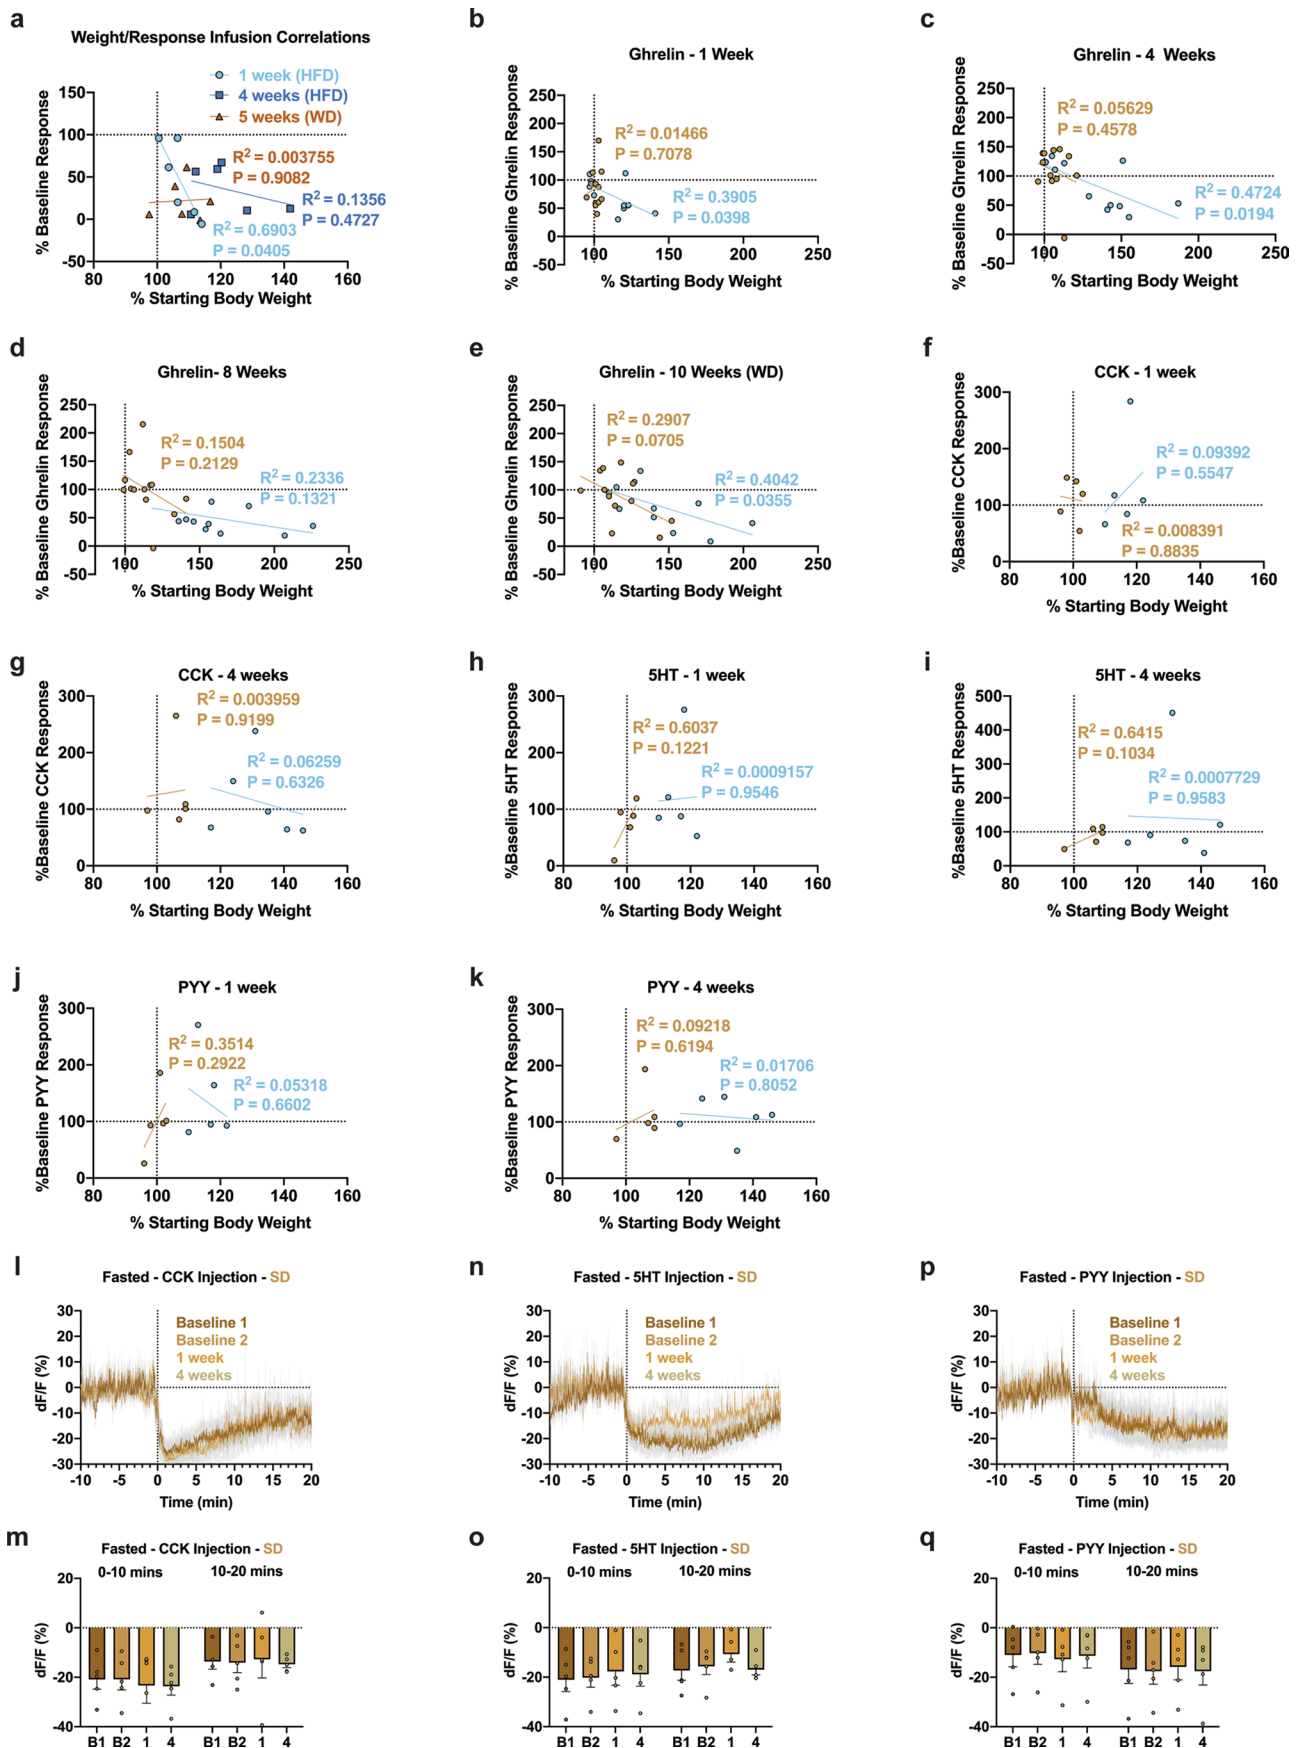 a
Weight/Response Infusion Correlations
1 week (HFD)
4 weeks (HFD)
5 weeks (WD)
% Baseline Response
150
100
50
0
-50
R² = 0.003755
P = 0.9082
R² = 0.1356
P = 0.4727
R² = 0.6903
P = 0.0405
80 100 120 140 160
% Starting Body Weight
b
Ghrelin - 1 Week
% Baseline Ghrelin Response
250
200
150
100
50
0
-50
R² = 0.01466
P = 0.7078
R² = 0.3905
P = 0.0398
100 150 200 250
% Starting Body Weight
c
Ghrelin - 4 Weeks
% Baseline Ghrelin Response
250
200
150
100
50
0
-50
R² = 0.05629
P = 0.4578
R² = 0.4724
P = 0.0194
100 150 200 250
% Starting Body Weight
d
Ghrelin- 8 Weeks
% Baseline Ghrelin Response
250
200
150
100
50
0
-50
R² = 0.1504
P = 0.2129
R² = 0.2336
P = 0.1321
100 150 200 250
% Starting Body Weight
e
Ghrelin - 10 Weeks (WD)
% Baseline Ghrelin Response
250
200
150
100
50
0
-50
R² = 0.2907
P = 0.0705
R² = 0.4042
P = 0.0355
100 150 200 250
% Starting Body Weight
f
CCK - 1 week
%Baseline CCK Response
300
200
100
0
R² = 0.09392
P = 0.5547
R² = 0.008391
P = 0.8835
80 100 120 140 160
% Starting Body Weight
g
CCK - 4 weeks
%Baseline CCK Response
300
200
100
0
R² = 0.003959
P = 0.9199
R² = 0.06259
P = 0.6326
80 100 120 140 160
% Starting Body Weight
h
5HT - 1 week
%Baseline 5HT Response
300
200
100
0
R² = 0.6037
P = 0.1221
R² = 0.0009157
P = 0.9546
80 100 120 140 160
% Starting Body Weight
i
5HT - 4 weeks
%Baseline 5HT Response
500
400
300
200
100
0
R² = 0.6415
P = 0.1034
R² = 0.0007729
P = 0.9583
80 100 120 140 160
% Starting Body Weight
j
PYY - 1 week
%Baseline PYY Response
300
200
100
0
R² = 0.3514
P = 0.2922
R² = 0.05318
P = 0.6602
80 100 120 140 160
% Starting Body Weight
k
PYY - 4 weeks
%Baseline PYY Response
300
200
100
0
R² = 0.09218
P = 0.6194
R² = 0.01706
P = 0.8052
80 100 120 140 160
% Starting Body Weight
l
Fasted - CCK Injection - SD
dF/F (%)
30
20
10
0
-10
-20
-30
Baseline 1
Baseline 2
1 week
4 weeks
-10 -5 0 5 10 15 20
Time (min)
n
Fasted - 5HT Injection - SD
dF/F (%)
30
20
10
0
-10
-20
-30
Baseline 1
Baseline 2
1 week
4 weeks
-10 -5 0 5 10 15 20
Time (min)
p
Fasted - PYY Injection - SD
dF/F (%)
30
20
10
0
-10
-20
-30
Baseline 1
Baseline 2
1 week
4 weeks
-10 -5 0 5 10 15 20
Time (min)
m
Fasted - CCK Injection - SD
0-10 mins 10-20 mins
dF/F (%)
20
0
-20
-40
B1 B2 1 4 B1 B2 1 4
o
Fasted - 5HT Injection - SD
0-10 mins 10-20 mins
dF/F (%)
20
0
-20
-40
B1 B2 1 4 B1 B2 1 4
q
Fasted - PYY Injection - SD
0-10 mins 10-20 mins
dF/F (%)
20
0
-20
-40
B1 B2 1 4 B1 B2 1 4